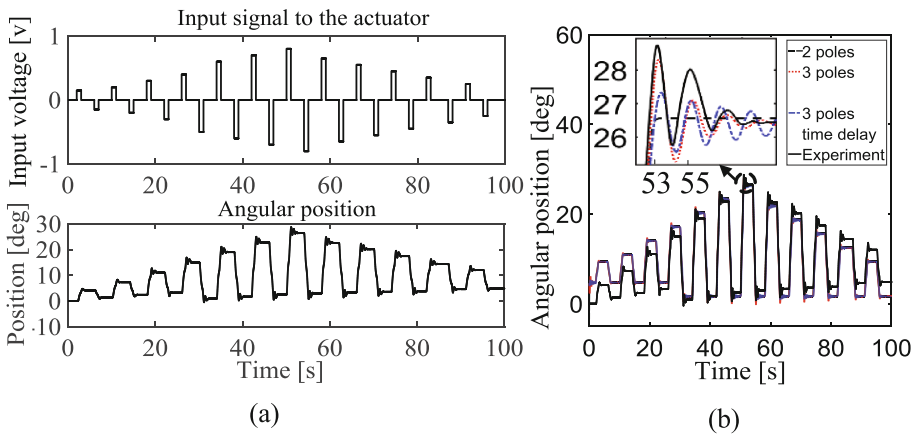 Input signal to the actuator
Input voltage [v]
1
0
-1
0 20 40 60 80 100
Angular position
Position [deg]
30
20
10
0
-10
0 20 40 60 80 100
Time [s]
(a)
Angular position [deg]
60
40
20
0
28
27
26
53 55
2 poles
3 poles
3 poles
time delay
Experiment
0 20 40 60 80 100
Time [s]
(b)